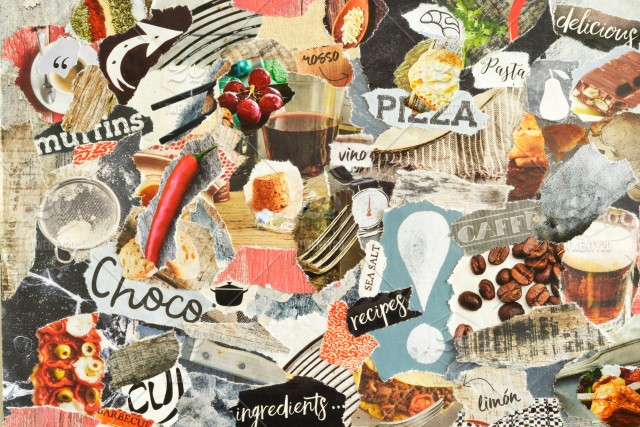 delicious
rosso
Pasta
PIZZA
muffins
vino
CAFFE
SEA SALT
Choco
recipes
CUI
BARBECUE
limón
ingredients...